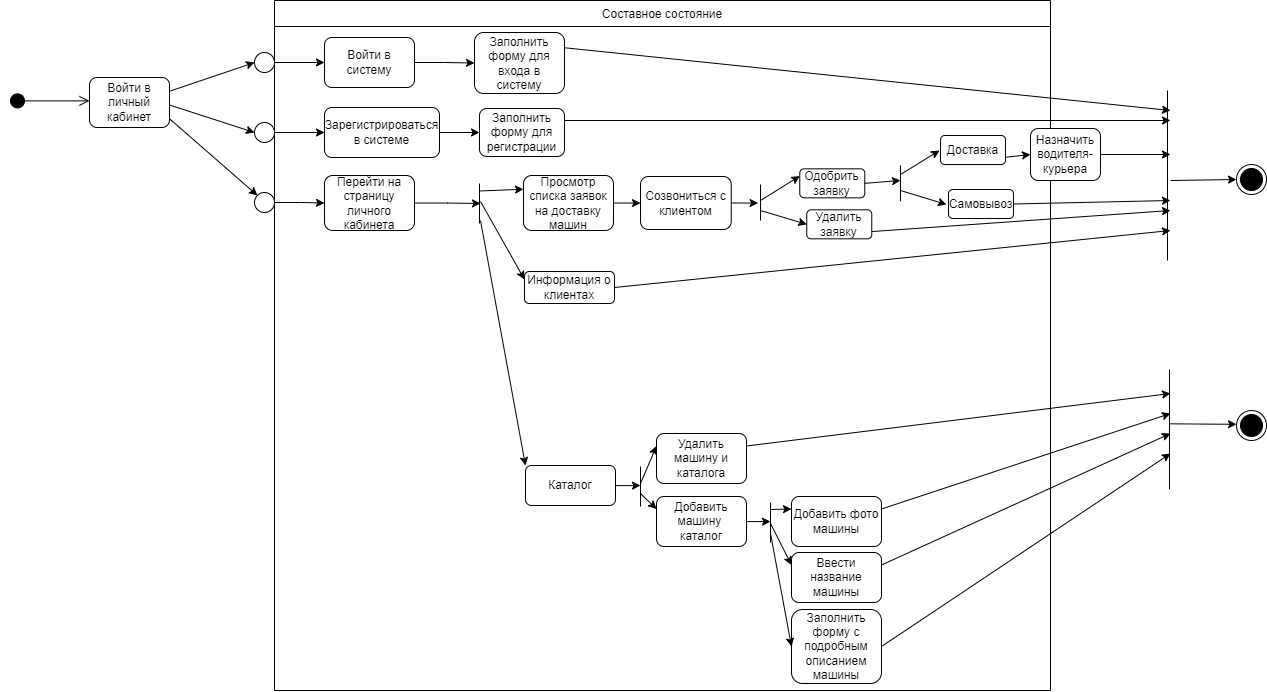 Составное состояние
Войти в
личный
кабинет
Войти в
систему
Заполнить
форму для
входа в
систему
Зарегистрироваться
в системе
Заполнить
форму для
регистрации
Перейти на
страницу
личного
кабинета
Просмотр
списка заявок
на доставку
машин
Созвониться с
клиентом
Одобрить
заявку
Удалить
заявку
Доставка
Самовывоз
Назначить
водителя-
курьера
Информация о
клиентах
Каталог
Удалить
машину и
каталога
Добавить
машину
каталог
Добавить фото
машины
Ввести
название
машины
Заполнить
форму с
подробным
описанием
машины